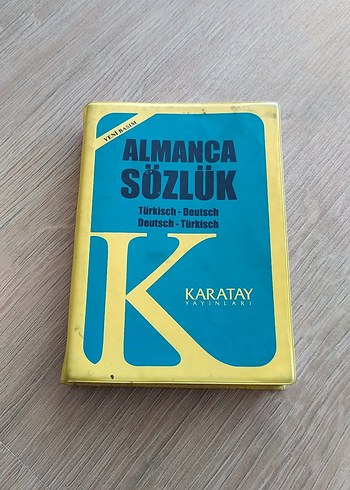 YENİ BASIM
ALMANCA
SÖZLÜK
Türkisch - Deutsch
Deutsch - Türkisch
K
KARATAY
YAYINLARI